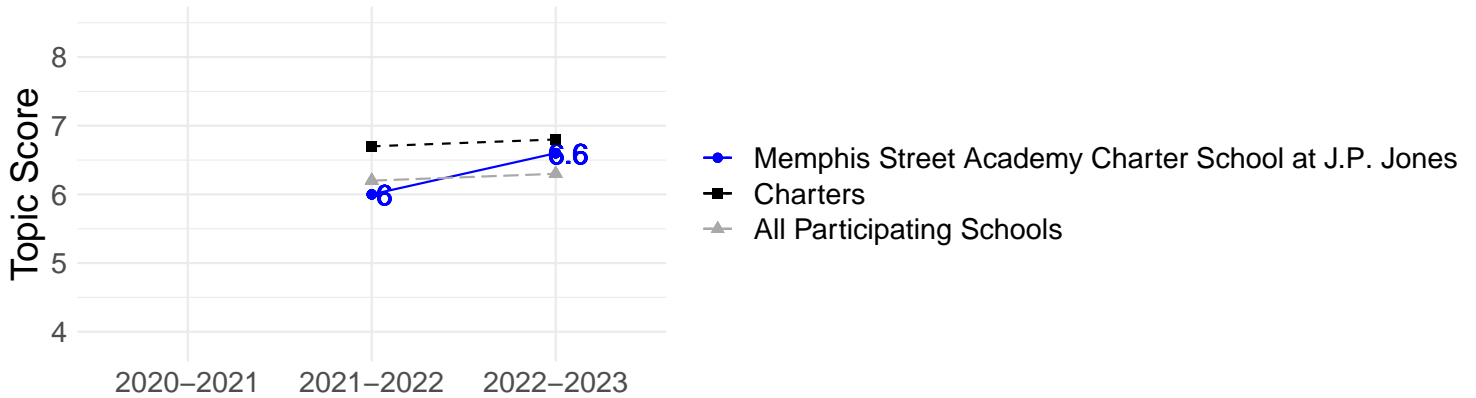 Topic Score
8
7
6
5
4
6
6.6
2020–2021 2021–2022 2022–2023
Memphis Street Academy Charter School at J.P. Jones
Charters
All Participating Schools